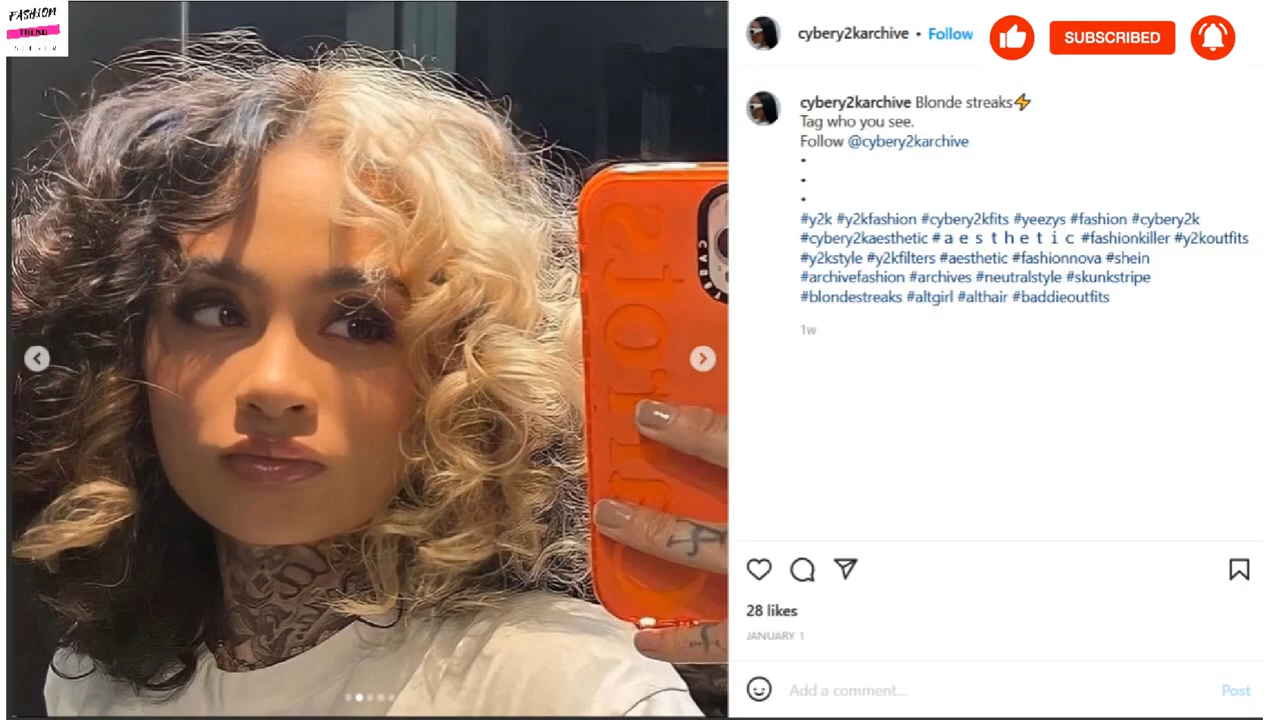 FASHION
TREND
SEEKER
cybery2karchive • Follow
SUBSCRIBED
cybery2karchive Blonde streaks⚡
Tag who you see.
Follow @cybery2karchive
•
•
•
#y2k #y2kfashion #cybery2kfits #yeezys #fashion #cybery2k
#cybery2kaesthetic #ａｅｓｔｈｅｔｉｃ #fashionkiller #y2koutfits
#y2kstyle #y2kfilters #aesthetic #fashionnova #shein
#archivefashion #archives #neutralstyle #skunkstripe
#blondestreaks #altgirl #althair #baddieoutfits
1w
28 likes
JANUARY 1
Add a comment...
Post